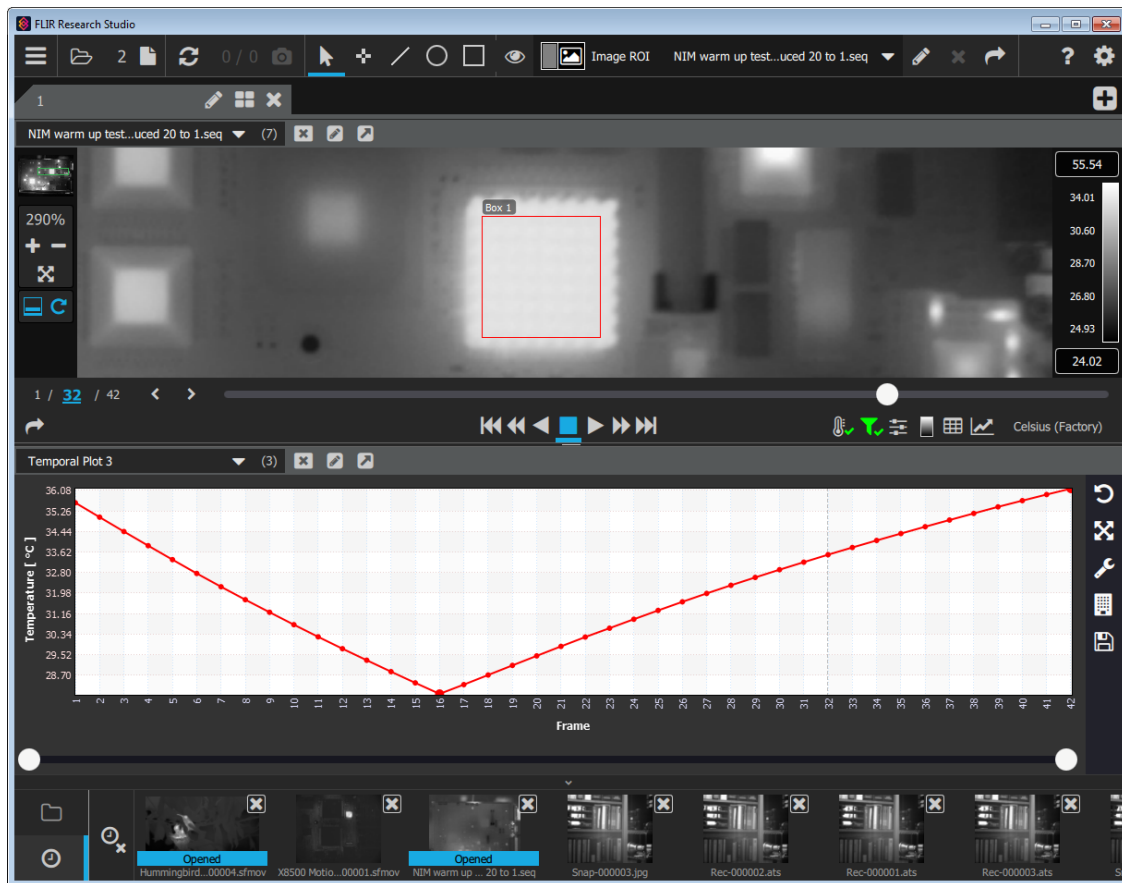 FLIR Research Studio
2
0 / 0
Image ROI
NIM warm up test...uced 20 to 1.seq
?
1
NIM warm up test...uced 20 to 1.seq (7)
290%
Box 1
55.54
34.01
30.60
28.70
26.80
24.93
24.02
1 / 32 / 42
Celsius (Factory)
Temporal Plot 3 (3)
Temperature [ °C ]
36.08
35.26
34.44
33.62
32.80
31.98
31.16
30.34
29.52
28.70
1 2 3 4 5 6 7 8 9 10 11 12 13 14 15 16 17 18 19 20 21 22 23 24 25 26 27 28 29 30 31 32 33 34 35 36 37 38 39 40 41 42
Frame
Opened
Opened
Hummingbird...00004.sfmov
X8500 Motio...00001.sfmov
NIM warm up ... 20 to 1.seq
Snap-000003.jpg
Rec-000002.ats
Rec-000001.ats
Rec-000003.ats